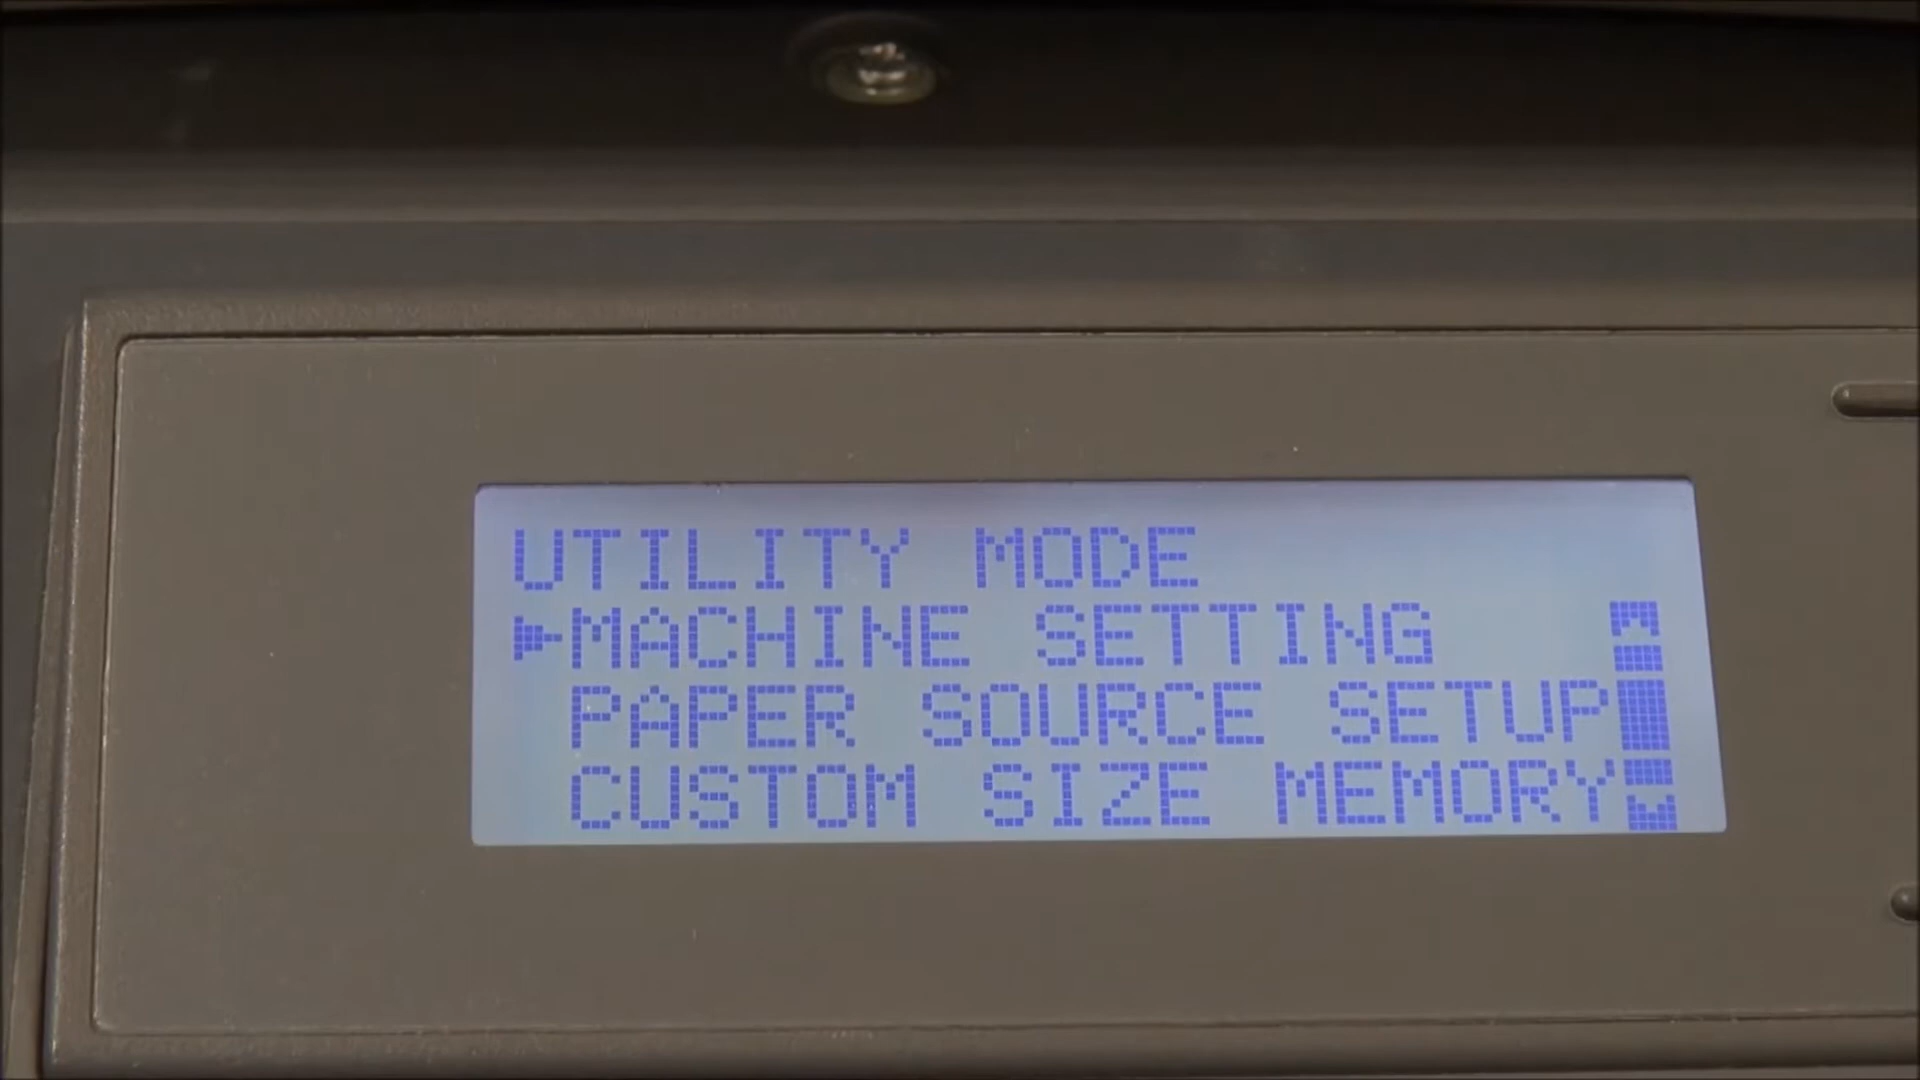 UTILITY MODE
MACHINE SETTING
PAPER SOURCE SETUP
CUSTOM SIZE MEMORY